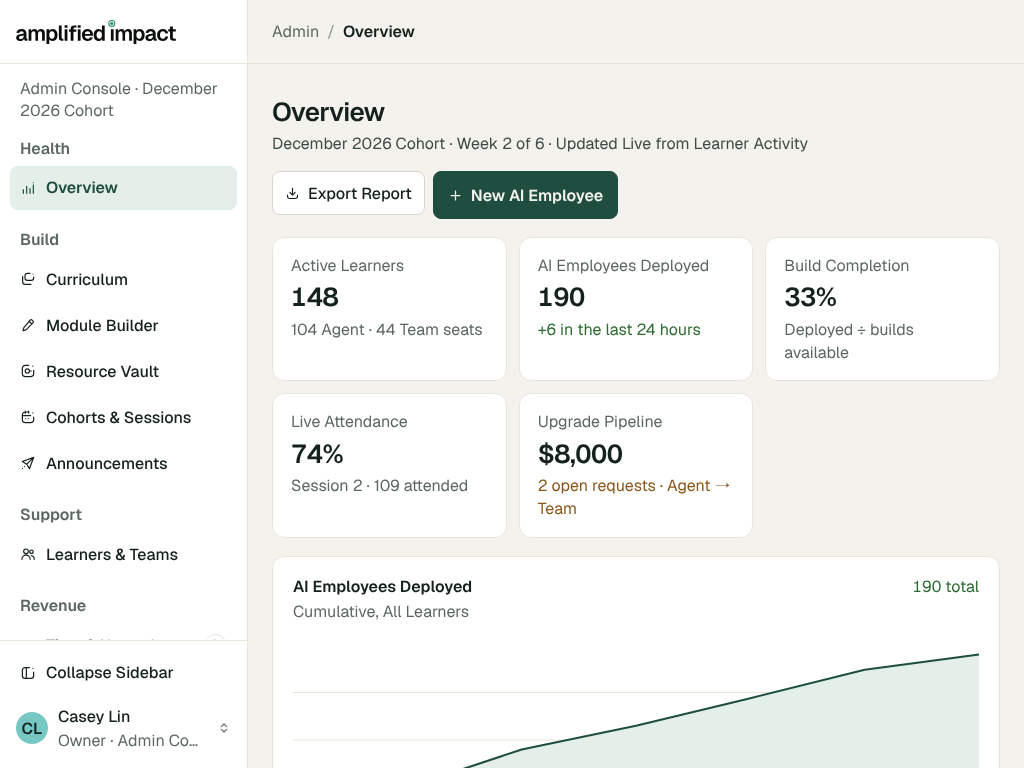 amplified impact
Admin / Overview
Admin Console · December
2026 Cohort
Health
Overview
Build
Curriculum
Module Builder
Resource Vault
Cohorts & Sessions
Announcements
Support
Learners & Teams
Revenue
Collapse Sidebar
CL
Casey Lin
Owner · Admin Co...
Overview
December 2026 Cohort · Week 2 of 6 · Updated Live from Learner Activity
Export Report
+ New AI Employee
Active Learners
148
104 Agent · 44 Team seats
AI Employees Deployed
190
+6 in the last 24 hours
Build Completion
33%
Deployed ÷ builds
available
Live Attendance
74%
Session 2 · 109 attended
Upgrade Pipeline
$8,000
2 open requests · Agent →
Team
AI Employees Deployed
190 total
Cumulative, All Learners